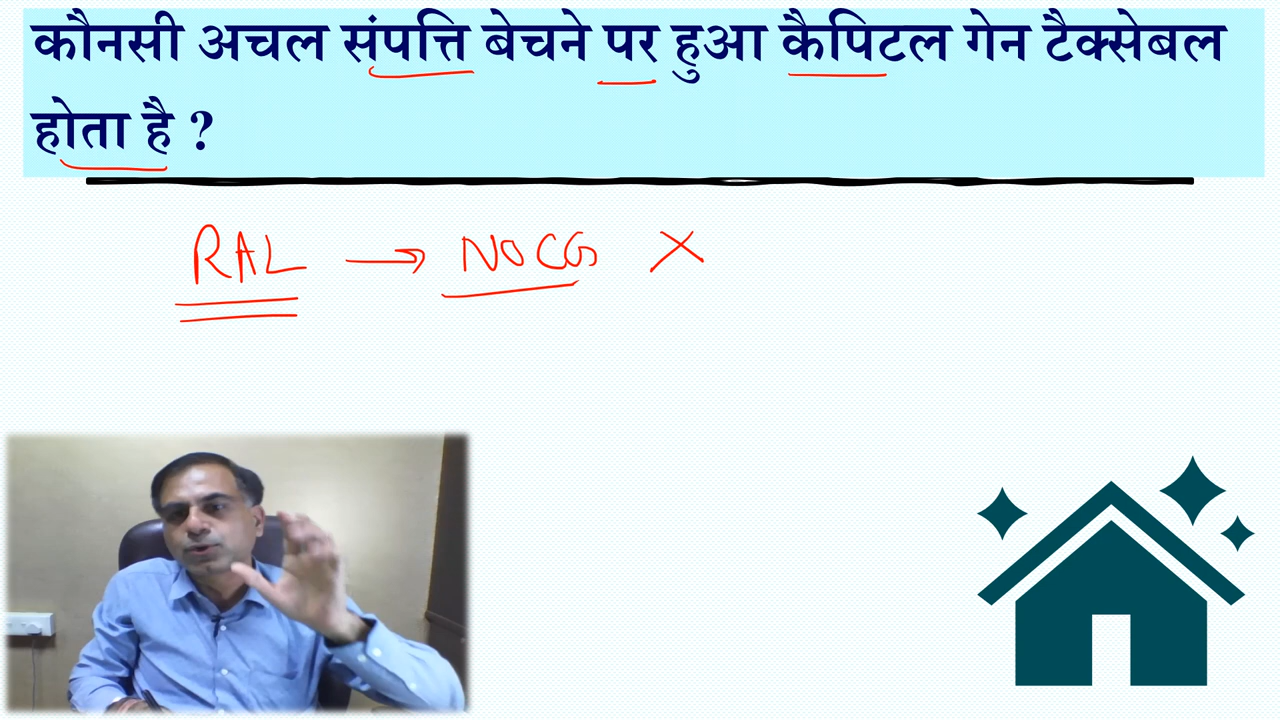 कौनसी अचल संपत्ति बेचने पर हुआ कैपिटल गेन टैक्सेबल
होता है ?
RAL → NO CG X